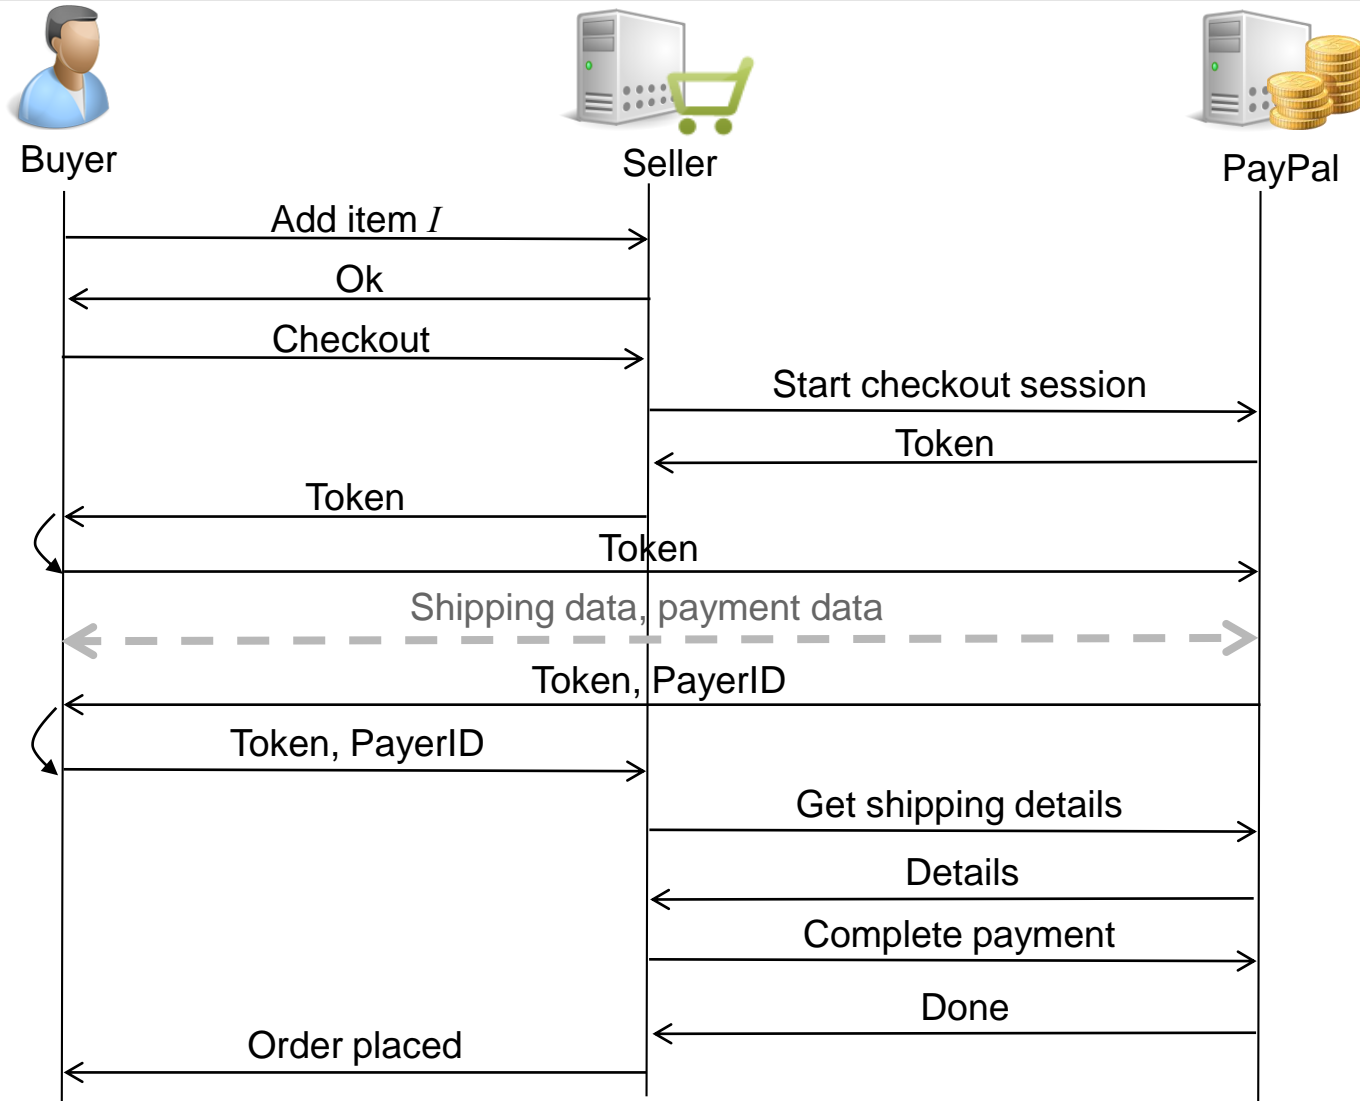 Buyer
Seller
PayPal
Add item I
Ok
Checkout
Start checkout session
Token
Token
Token
Shipping data, payment data
Token, PayerID
Token, PayerID
Get shipping details
Details
Complete payment
Done
Order placed